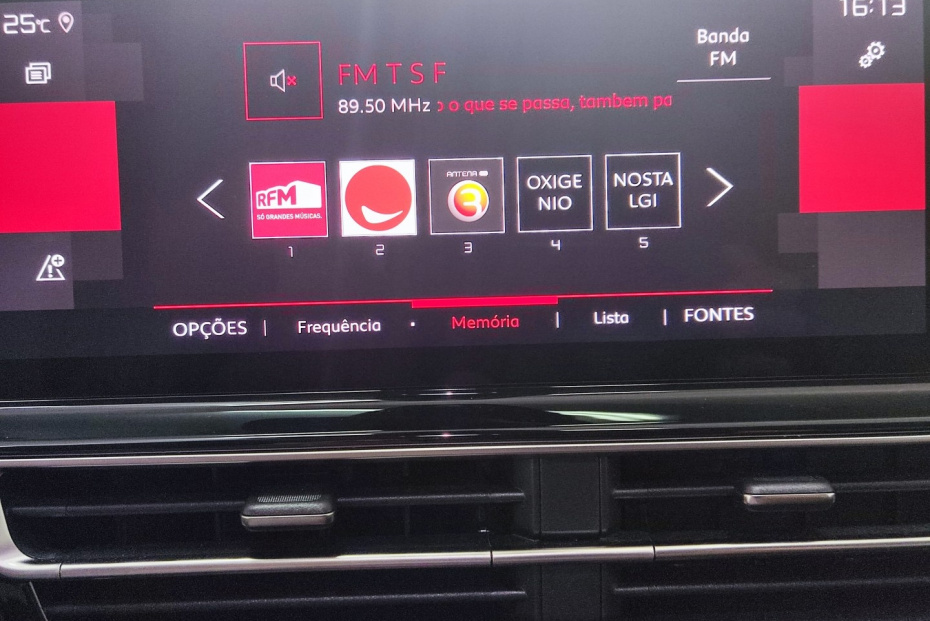 25°C
16:13
Banda
FM
FM T S F
89.50 MHz o que se passa, tambem pa
RFM
SÓ GRANDES MÚSICAS.
ANTENA
3
OXIGE
NIO
NOSTA
LGI
1 2 3 4 5
OPÇÕES | Frequência · Memória | Lista | FONTES